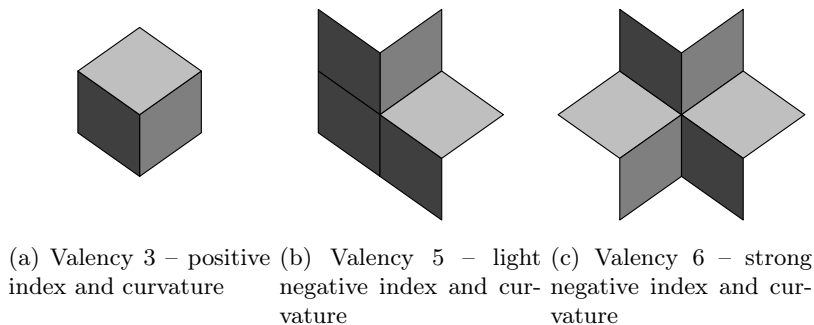 (a) Valency 3 – positive
index and curvature
(b) Valency 5 – light
negative index and cur-
vature
(c) Valency 6 – strong
negative index and cur-
vature